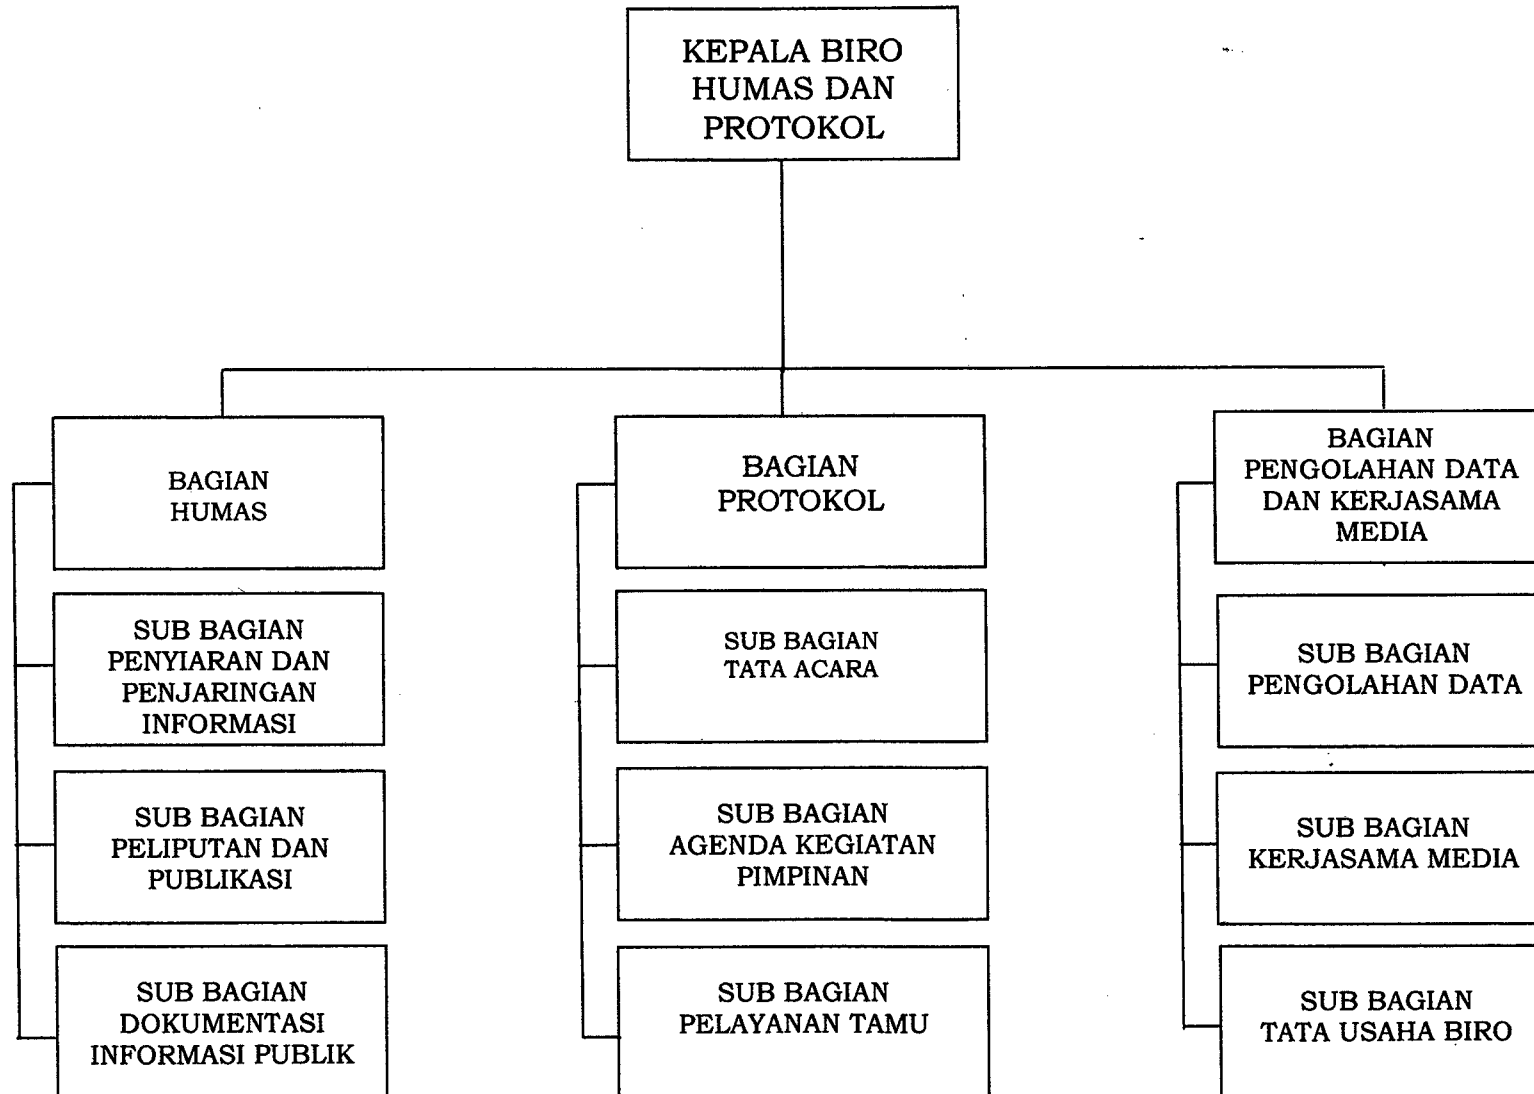 KEPALA BIRO
HUMAS DAN
PROTOKOL
BAGIAN
HUMAS
SUB BAGIAN
PENYIARAN DAN
PENJARINGAN
INFORMASI
SUB BAGIAN
PELIPUTAN DAN
PUBLIKASI
SUB BAGIAN
DOKUMENTASI
INFORMASI PUBLIK
BAGIAN
PROTOKOL
SUB BAGIAN
TATA ACARA
SUB BAGIAN
AGENDA KEGIATAN
PIMPINAN
SUB BAGIAN
PELAYANAN TAMU
BAGIAN
PENGOLAHAN DATA
DAN KERJASAMA
MEDIA
SUB BAGIAN
PENGOLAHAN DATA
SUB BAGIAN
KERJASAMA MEDIA
SUB BAGIAN
TATA USAHA BIRO